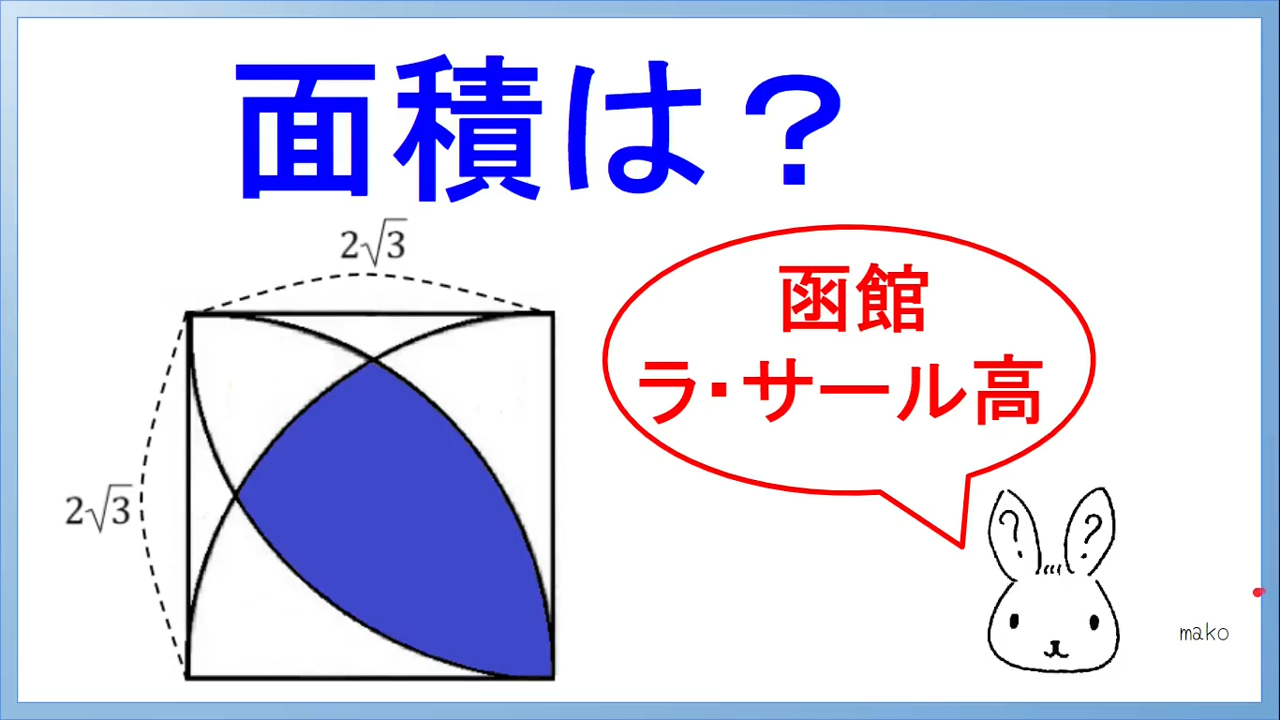 面積は？
2√3
函館
ラ・サール高
2√3
? ?
mako